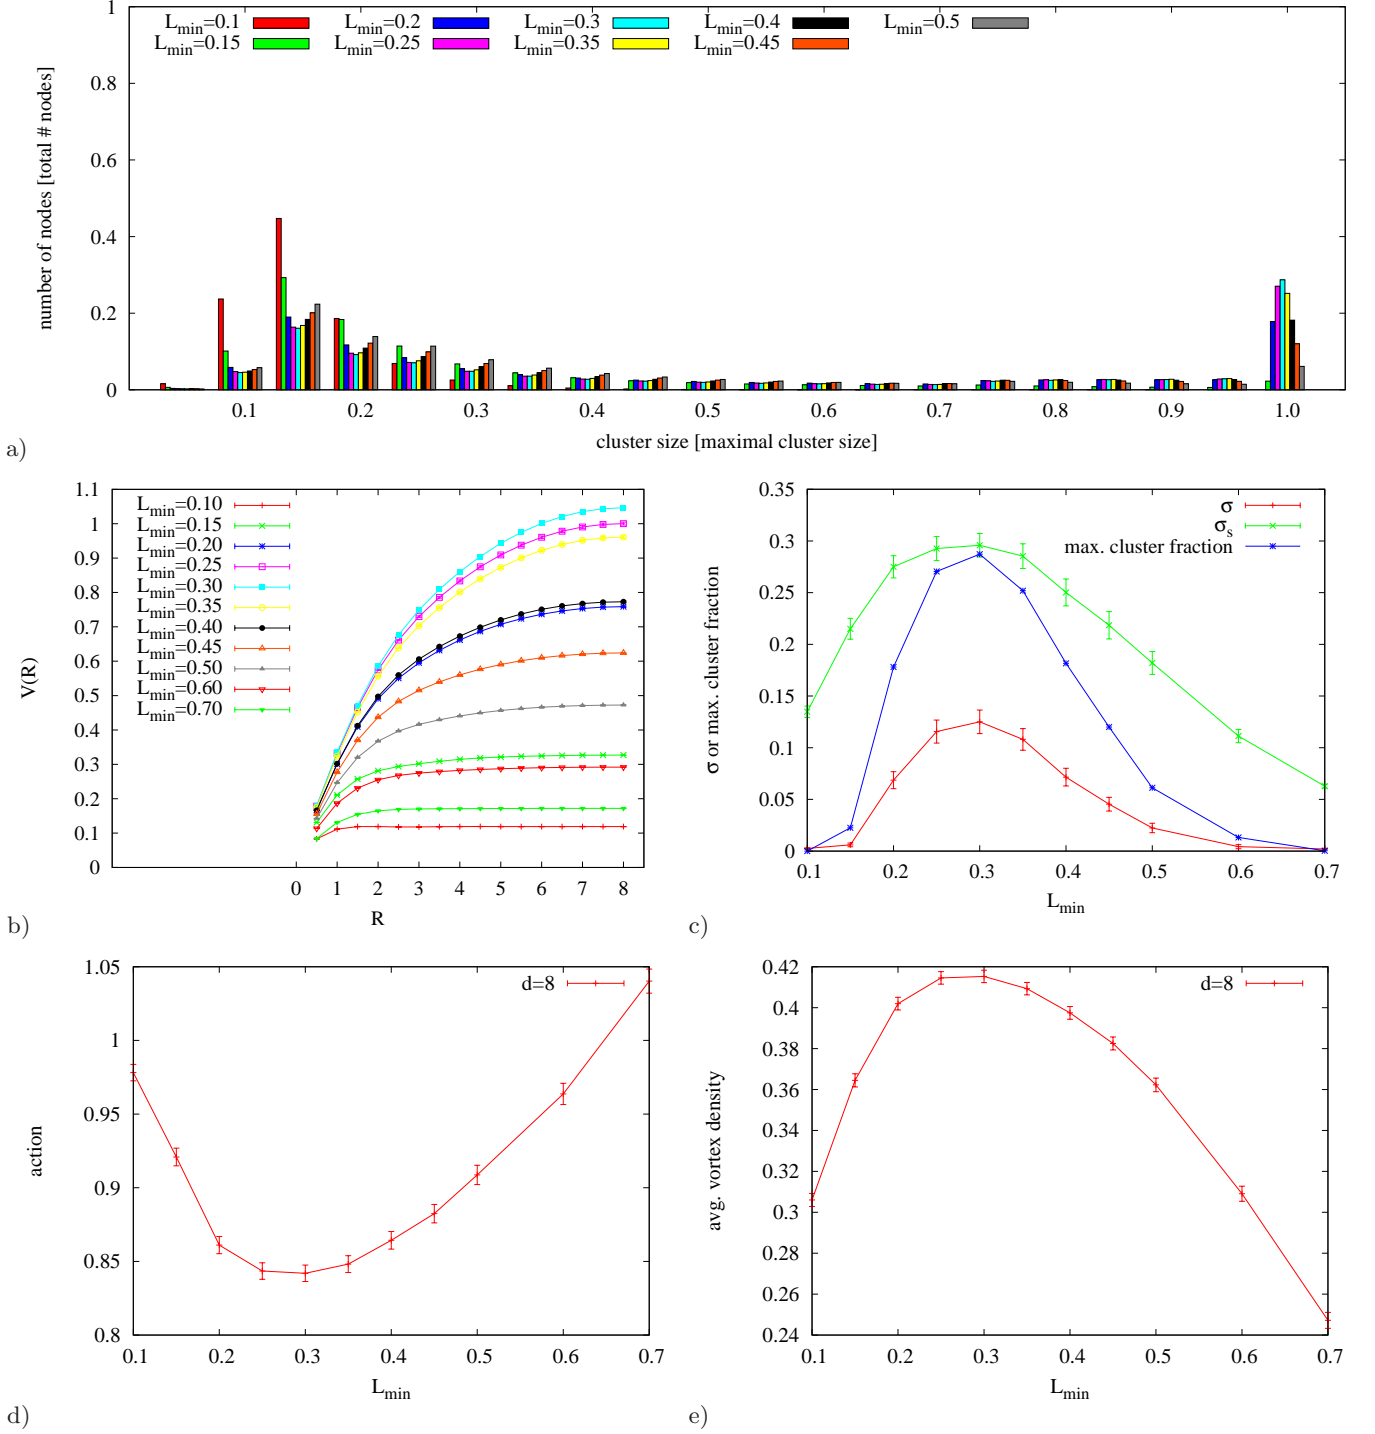 L_min=0.1 L_min=0.2 L_min=0.3 L_min=0.4 L_min=0.5
L_min=0.15 L_min=0.25 L_min=0.35 L_min=0.45
number of nodes [total # nodes]
1
0.8
0.6
0.4
0.2
0
0.1 0.2 0.3 0.4 0.5 0.6 0.7 0.8 0.9 1.0
cluster size [maximal cluster size]
a)
V(R)
1.1
1
0.9
0.8
0.7
0.6
0.5
0.4
0.3
0.2
0.1
0
L_min=0.10
L_min=0.15
L_min=0.20
L_min=0.25
L_min=0.30
L_min=0.35
L_min=0.40
L_min=0.45
L_min=0.50
L_min=0.60
L_min=0.70
0 1 2 3 4 5 6 7 8
R
b)
σ or max. cluster fraction
0.35
0.3
0.25
0.2
0.15
0.1
0.05
0
σ
σ_s
max. cluster fraction
0.1 0.2 0.3 0.4 0.5 0.6 0.7
L_min
c)
action
1.05
1
0.95
0.9
0.85
0.8
d=8
0.1 0.2 0.3 0.4 0.5 0.6 0.7
L_min
d)
avg. vortex density
0.42
0.4
0.38
0.36
0.34
0.32
0.3
0.28
0.26
0.24
d=8
0.1 0.2 0.3 0.4 0.5 0.6 0.7
L_min
e)